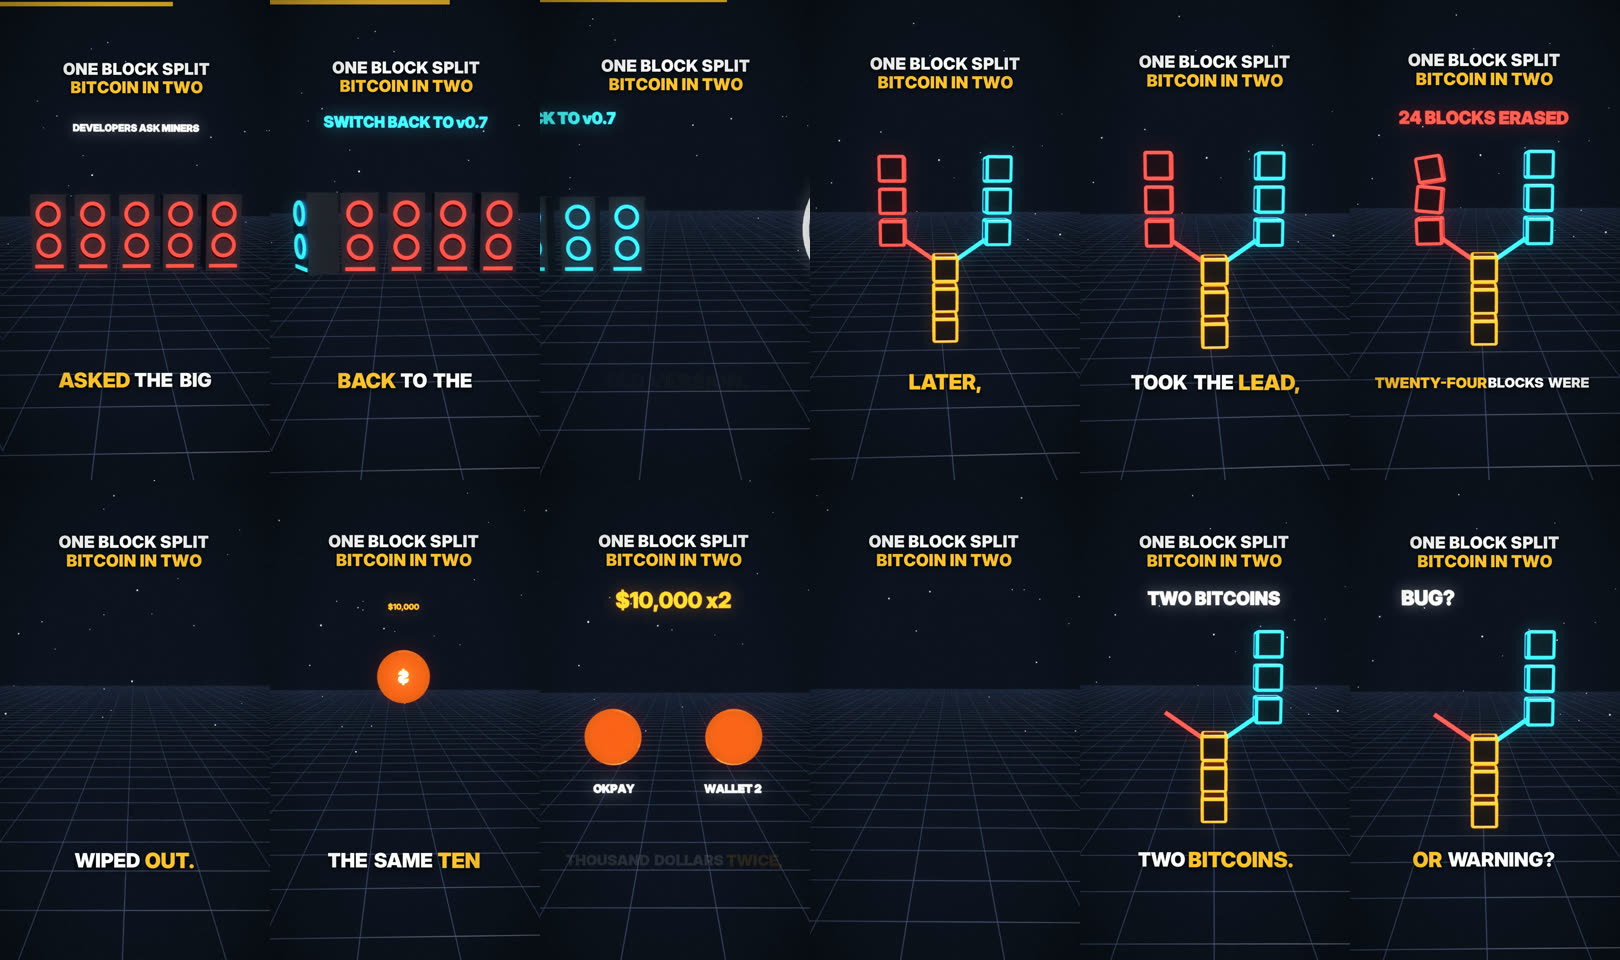 ONE BLOCK SPLIT
BITCOIN IN TWO
DEVELOPERS ASK MINERS
ASKED THE BIG
ONE BLOCK SPLIT
BITCOIN IN TWO
SWITCH BACK TO v0.7
BACK TO THE
ONE BLOCK SPLIT
BITCOIN IN TWO
CK TO v0.7
ONE BLOCK SPLIT
BITCOIN IN TWO
LATER,
ONE BLOCK SPLIT
BITCOIN IN TWO
TOOK THE LEAD,
ONE BLOCK SPLIT
BITCOIN IN TWO
24 BLOCKS ERASED
TWENTY-FOUR BLOCKS WERE
ONE BLOCK SPLIT
BITCOIN IN TWO
WIPED OUT.
ONE BLOCK SPLIT
BITCOIN IN TWO
$10,000
THE SAME TEN
ONE BLOCK SPLIT
BITCOIN IN TWO
$10,000 x2
OKPAY
WALLET 2
THOUSAND DOLLARS TWICE.
ONE BLOCK SPLIT
BITCOIN IN TWO
ONE BLOCK SPLIT
BITCOIN IN TWO
TWO BITCOINS
TWO BITCOINS.
ONE BLOCK SPLIT
BITCOIN IN TWO
BUG?
OR WARNING?